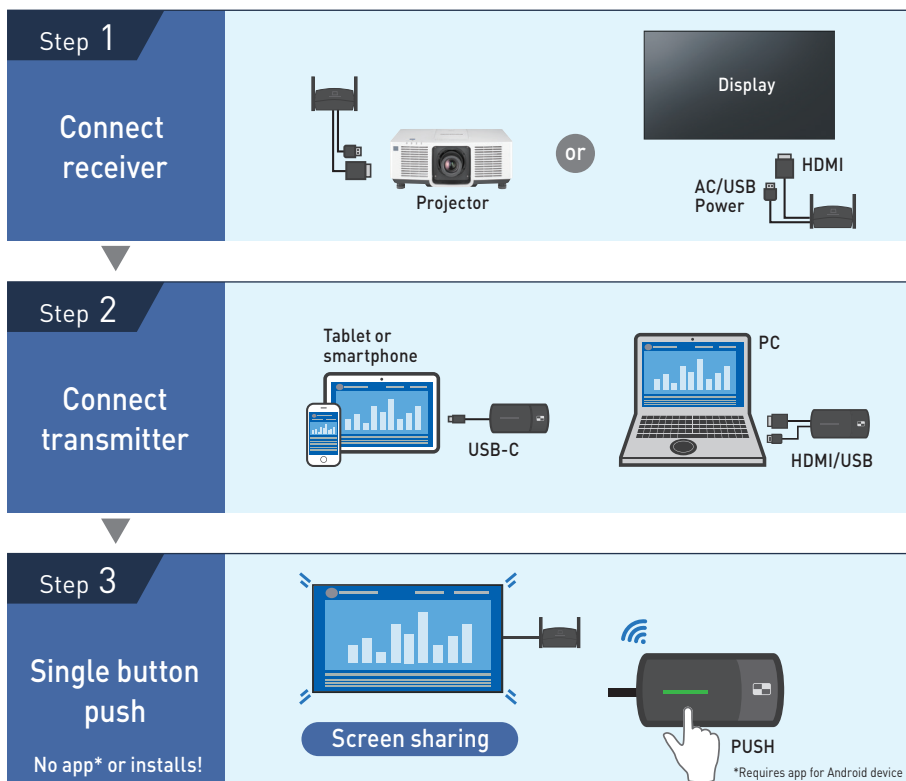 Step 1
Connect
receiver
Projector
or
Display
HDMI
AC/USB
Power
Step 2
Connect
transmitter
Tablet or
smartphone
USB-C
PC
HDMI/USB
Step 3
Single button
push
No app* or installs!
Screen sharing
PUSH
*Requires app for Android device